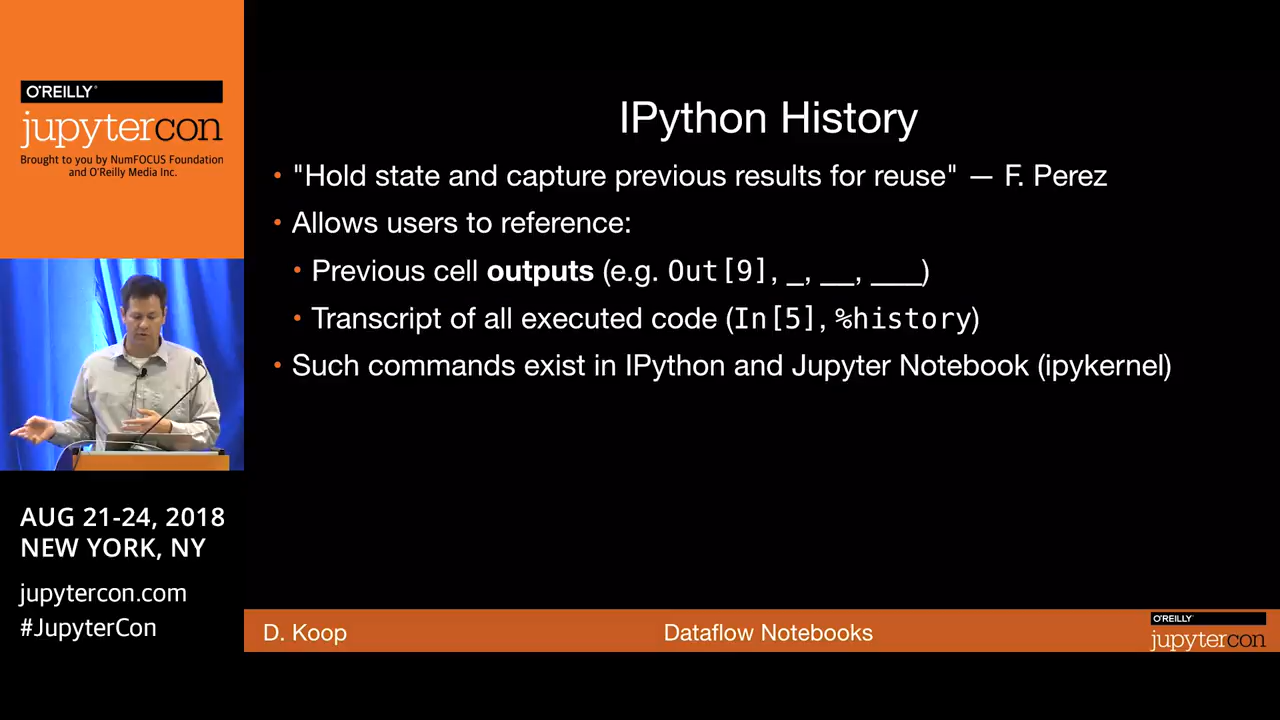 O'REILLY®
jupytercon
Brought to you by NumFOCUS Foundation
and O'Reilly Media Inc.
AUG 21-24, 2018
NEW YORK, NY
jupytercon.com
#JupyterCon
IPython History
• "Hold state and capture previous results for reuse" — F. Perez
• Allows users to reference:
• Previous cell outputs (e.g. Out[9], _, __, ___)
• Transcript of all executed code (In[5], %history)
• Such commands exist in IPython and Jupyter Notebook (ipykernel)
D. Koop
Dataflow Notebooks
O'REILLY®
jupytercon